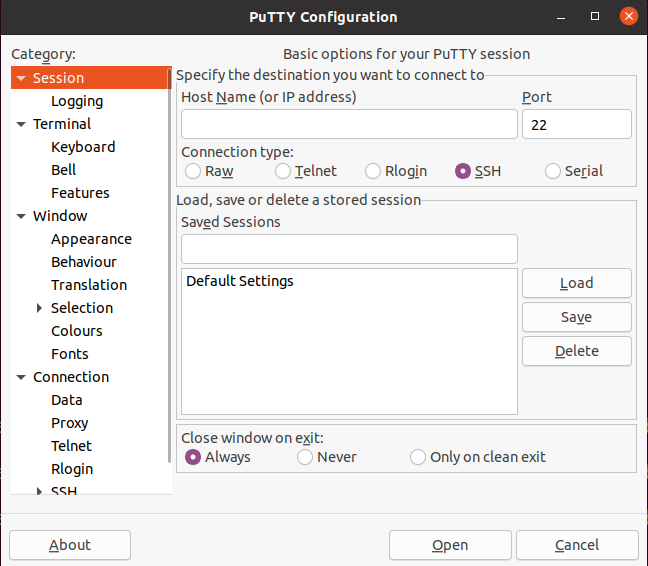 PuTTY Configuration
Category:
Session
Logging
Terminal
Keyboard
Bell
Features
Window
Appearance
Behaviour
Translation
Selection
Colours
Fonts
Connection
Data
Proxy
Telnet
Rlogin
SSH
Basic options for your PuTTY session
Specify the destination you want to connect to
Host Name (or IP address) Port
22
Connection type:
Raw Telnet Rlogin SSH Serial
Load, save or delete a stored session
Saved Sessions
Default Settings
Load
Save
Delete
Close window on exit:
Always Never Only on clean exit
About Open Cancel